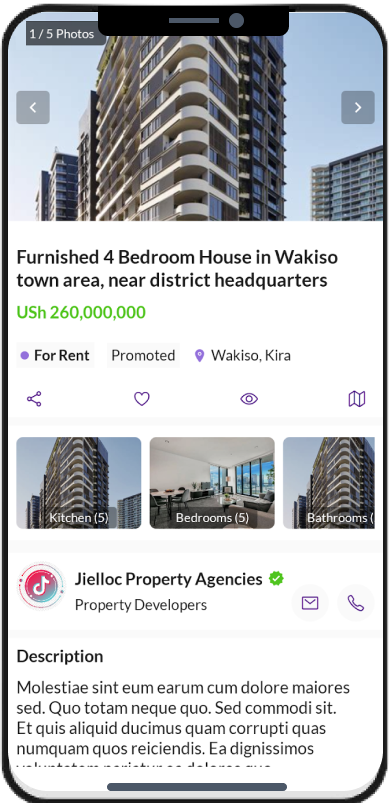 1 / 5 Photos
Furnished 4 Bedroom House in Wakiso
town area, near district headquarters
USh 260,000,000
For Rent Promoted Wakiso, Kira
Kitchen (5) Bedrooms (5) Bathrooms (
Jielloc Property Agencies
Property Developers
Description
Molestiae sint eum earum cum dolore maiores
sed. Quo totam neque quo. Sed commodi sit.
Et quis aliquid ducimus quam corrupti quas
numquam quos reiciendis. Ea dignissimos